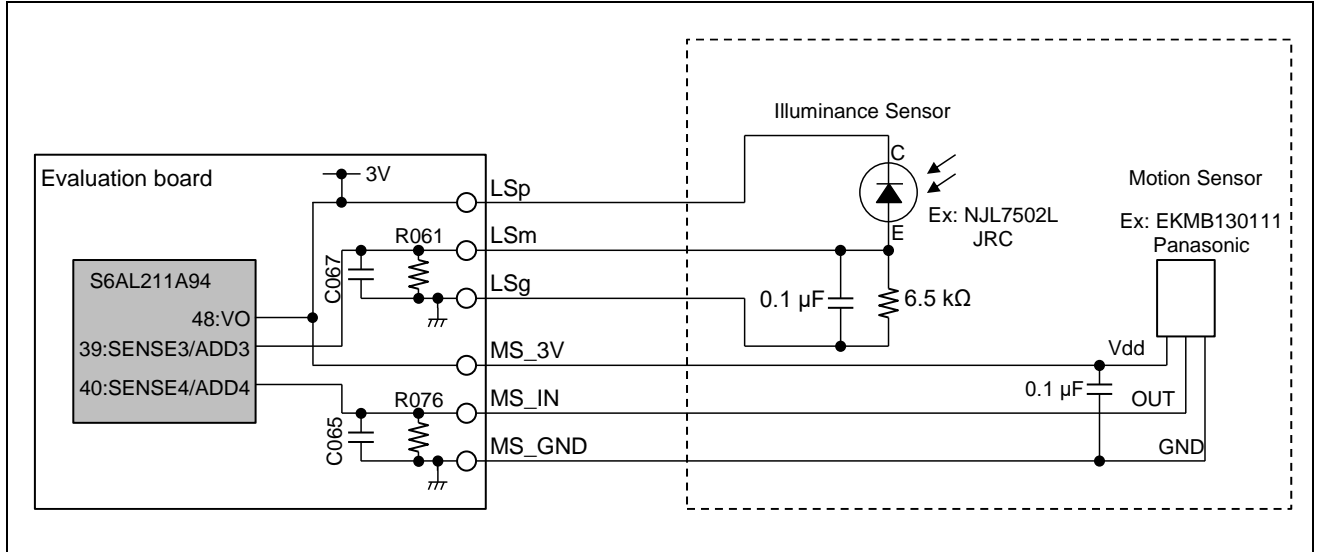 Illuminance Sensor
Evaluation board
3V
C
LSp
Motion Sensor
Ex: NJL7502L
JRC
Ex: EKMB130111
Panasonic
E
R061
LSm
C067
S6AL211A94
LSg
0.1 µF
6.5 kΩ
48:VO
39:SENSE3/ADD3
MS_3V
Vdd
40:SENSE4/ADD4
R076
MS_IN
0.1 µF
OUT
C065
MS_GND
GND